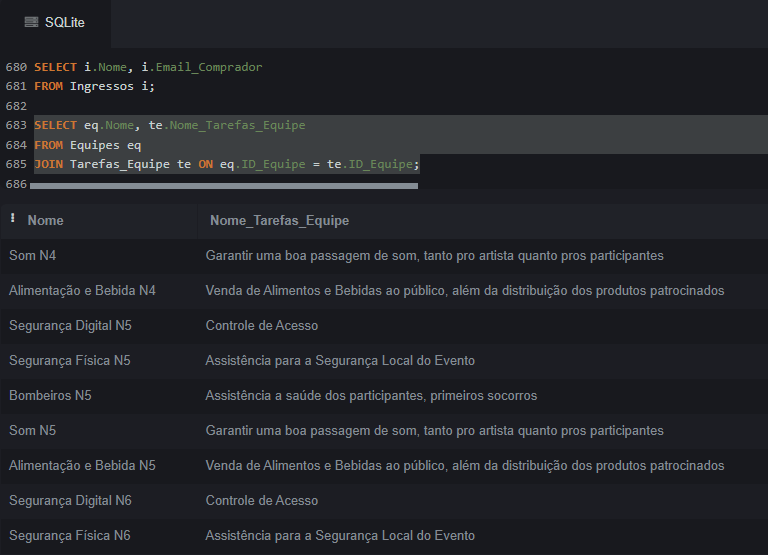 SQLite
680 SELECT i.Nome, i.Email_Comprador
681 FROM Ingressos i;
682
683 SELECT eq.Nome, te.Nome_Tarefas_Equipe
684 FROM Equipes eq
685 JOIN Tarefas_Equipe te ON eq.ID_Equipe = te.ID_Equipe;
686
Nome Nome_Tarefas_Equipe
Som N4 Garantir uma boa passagem de som, tanto pro artista quanto pros participantes
Alimentação e Bebida N4 Venda de Alimentos e Bebidas ao público, além da distribuição dos produtos patrocinados
Segurança Digital N5 Controle de Acesso
Segurança Física N5 Assistência para a Segurança Local do Evento
Bombeiros N5 Assistência a saúde dos participantes, primeiros socorros
Som N5 Garantir uma boa passagem de som, tanto pro artista quanto pros participantes
Alimentação e Bebida N5 Venda de Alimentos e Bebidas ao público, além da distribuição dos produtos patrocinados
Segurança Digital N6 Controle de Acesso
Segurança Física N6 Assistência para a Segurança Local do Evento